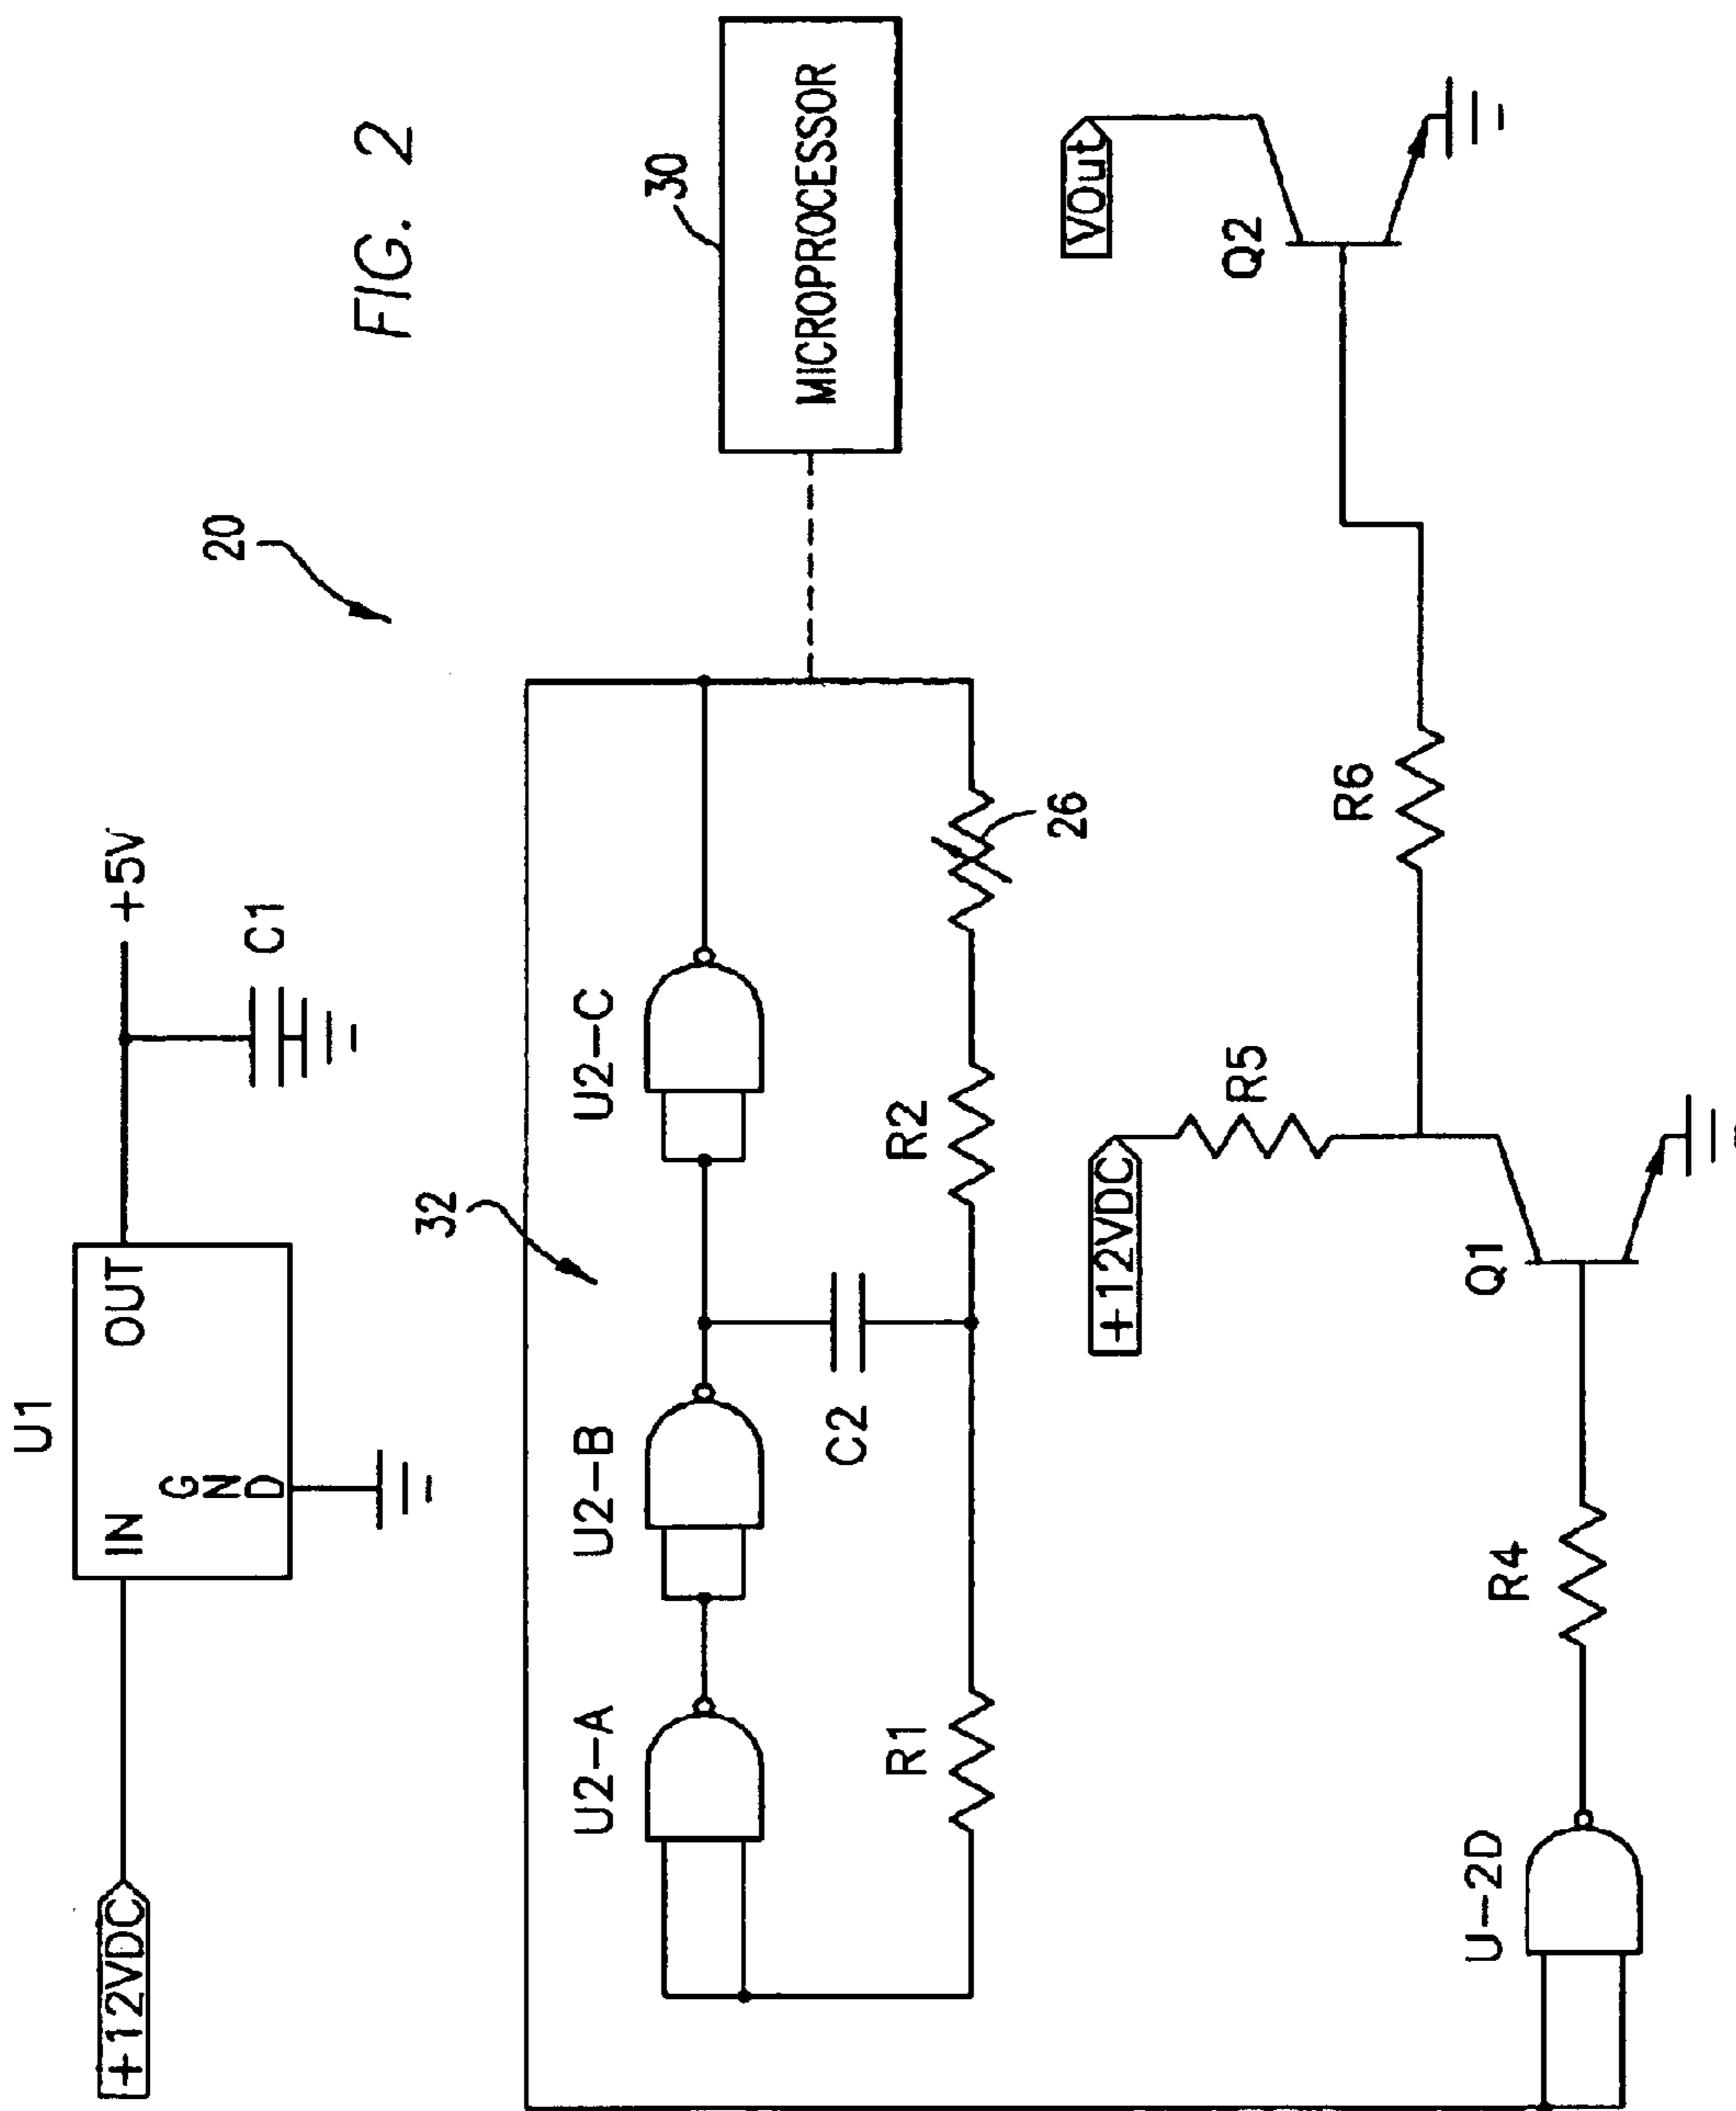 FIG. 2
20
+12VDC
U1
IN
OUT
GND
+5V
C1
32
U2-A
U2-B
U2-C
C2
R1
R2
26
30
MICROPROCESSOR
U-2D
R4
Q1
+12VDC
R5
R6
Q2
VOut